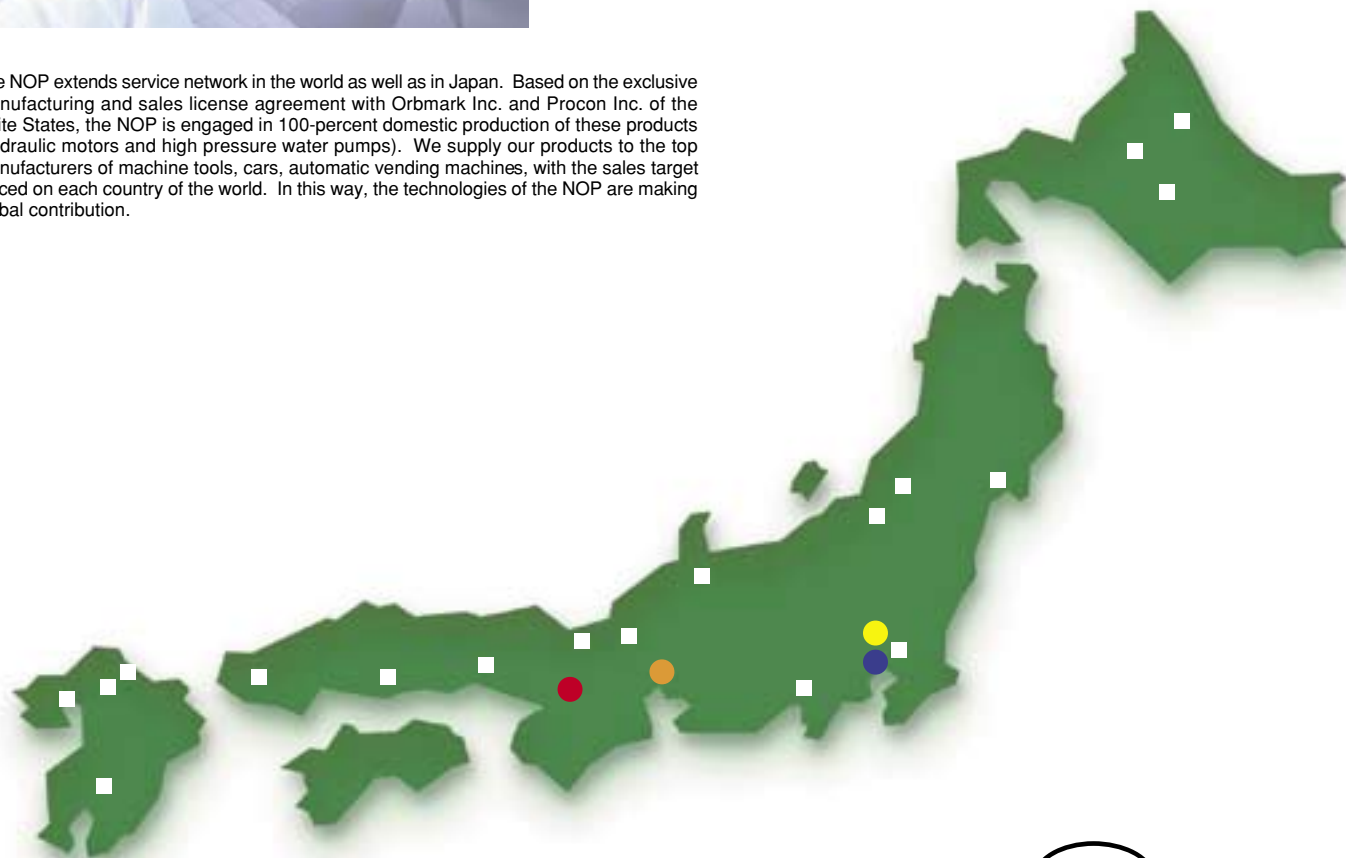 e NOP extends service network in the world as well as in Japan. Based on the exclusive
nufacturing and sales license agreement with Orbmark Inc. and Procon Inc. of the
ite States, the NOP is engaged in 100-percent domestic production of these products
draulic motors and high pressure water pumps). We supply our products to the top
nufacturers of machine tools, cars, automatic vending machines, with the sales target
ced on each country of the world. In this way, the technologies of the NOP are making
bal contribution.